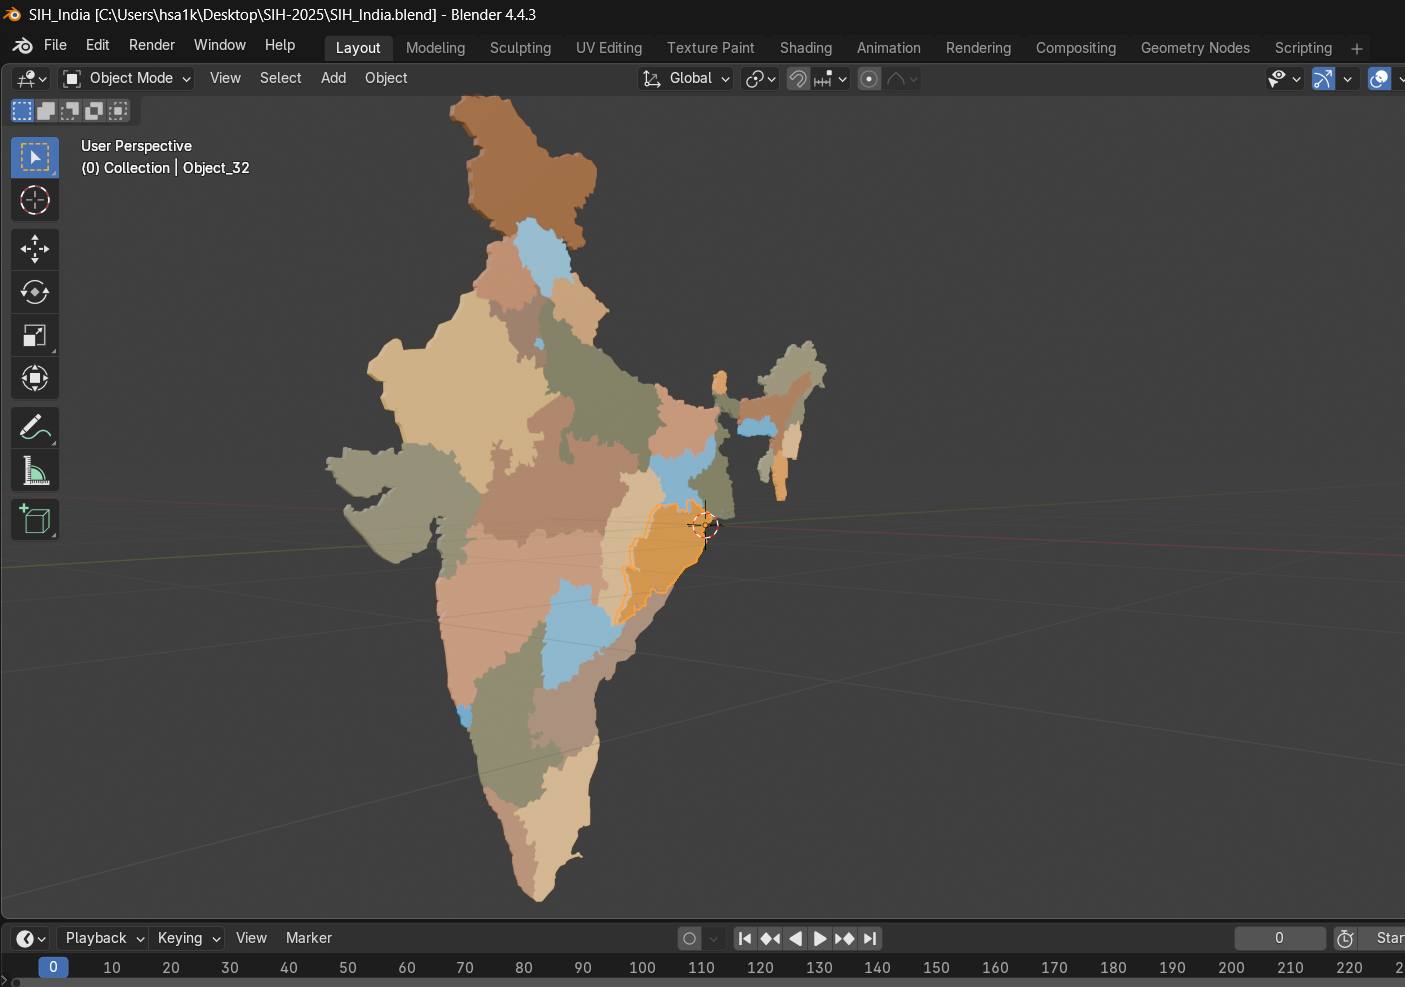 SIH_India [C:\Users\hsa1k\Desktop\SIH-2025\SIH_India.blend] - Blender 4.4.3
File Edit Render Window Help Layout Modeling Sculpting UV Editing Texture Paint Shading Animation Rendering Compositing Geometry Nodes Scripting +
Object Mode View Select Add Object Global
User Perspective
(0) Collection | Object_32
Playback Keying View Marker 0
0 10 20 30 40 50 60 70 80 90 100 110 120 130 140 150 160 170 180 190 200 210 220